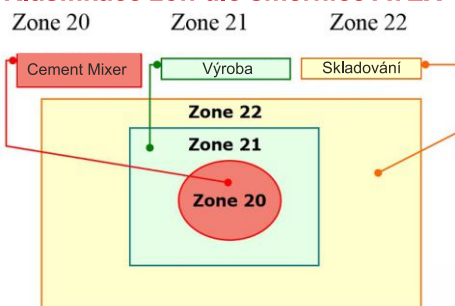 Zone 20 Zone 21 Zone 22
Cement Mixer Výroba Skladování
Zone 22
Zone 21
Zone 20